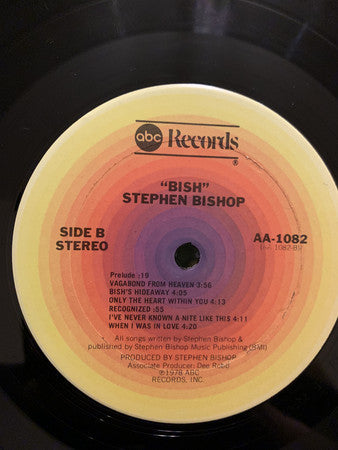 abc Records
®
"BISH"
STEPHEN BISHOP
SIDE B
STEREO
AA-1082
Prelude :19
VAGABOND FROM HEAVEN 3:56
BISH'S HIDEAWAY 4:05
ONLY THE HEART WITHIN YOU 4:13
RECOGNIZED :55
I'VE NEVER KNOWN A NITE LIKE THIS 4:11
WHEN I WAS IN LOVE 4:20
All songs written by Stephen Bishop &
published by Stephen Bishop Music Publishing (BMI)
PRODUCED BY STEPHEN BISHOP
Associate Producer: Dee Robb
℗1978 ABC
RECORDS, INC.